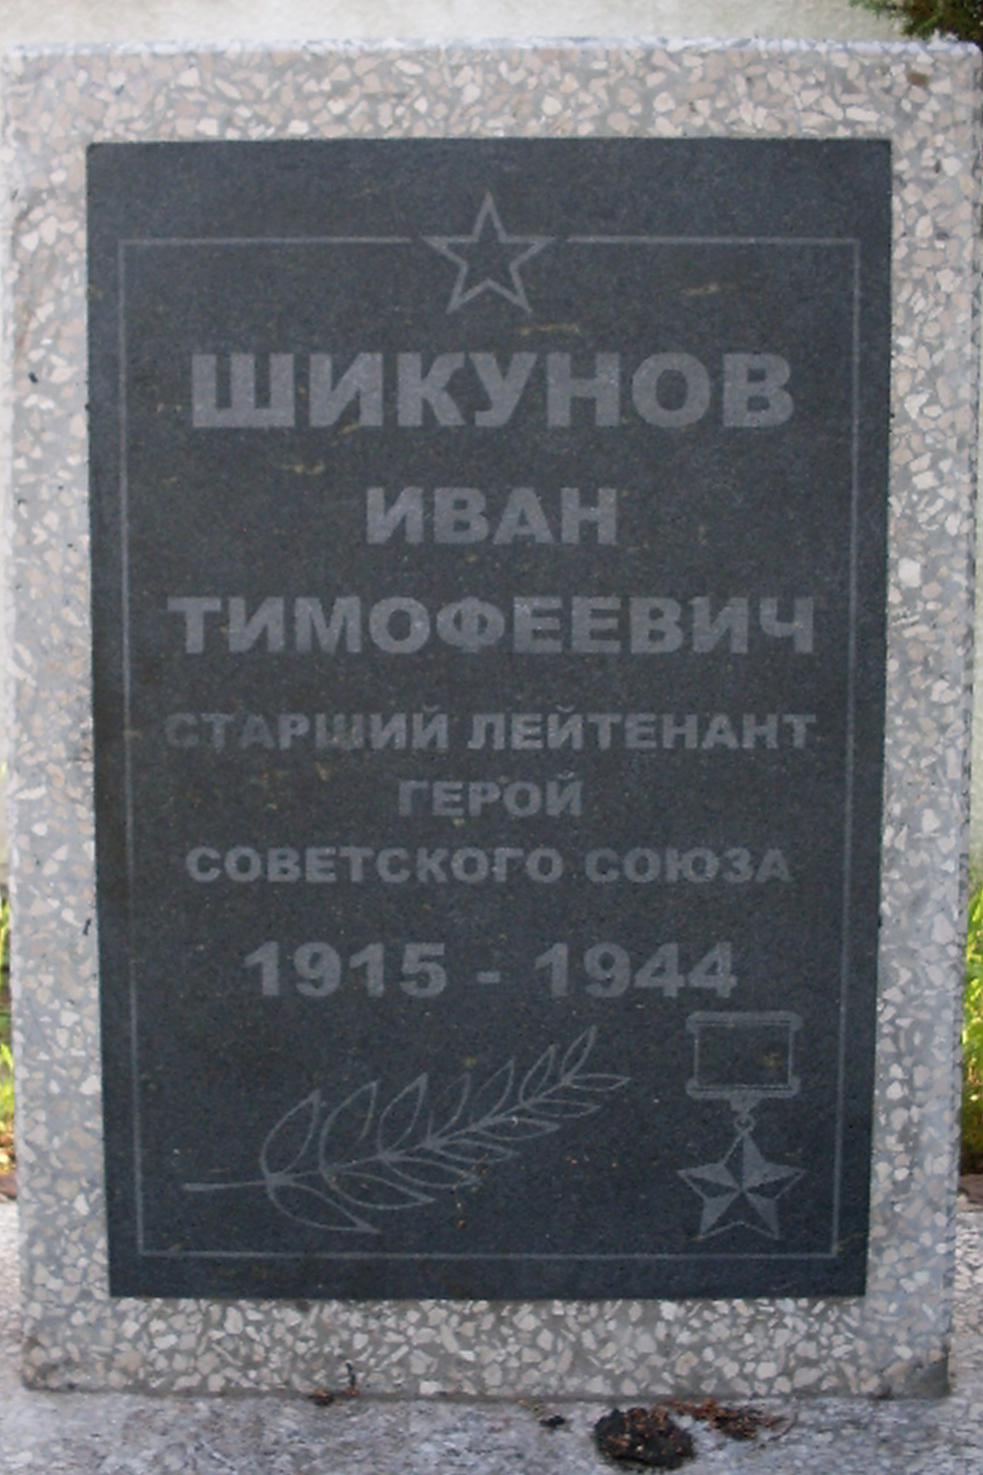 ШИКУНОВ
ИВАН
ТИМОФЕЕВИЧ
СТАРШИЙ ЛЕЙТЕНАНТ
ГЕРОЙ
СОВЕТСКОГО СОЮЗА
1915 - 1944